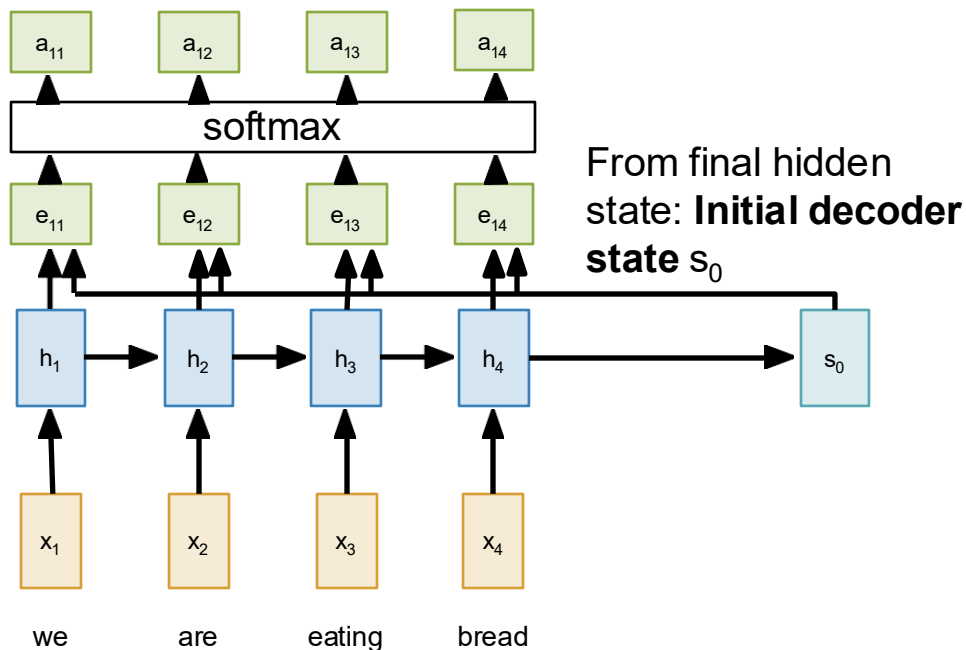 a₁₁ a₁₂ a₁₃ a₁₄
softmax
From final hidden
state: Initial decoder
state s₀
e₁₁ e₁₂ e₁₃ e₁₄
h₁ h₂ h₃ h₄ s₀
x₁ x₂ x₃ x₄
we are eating bread